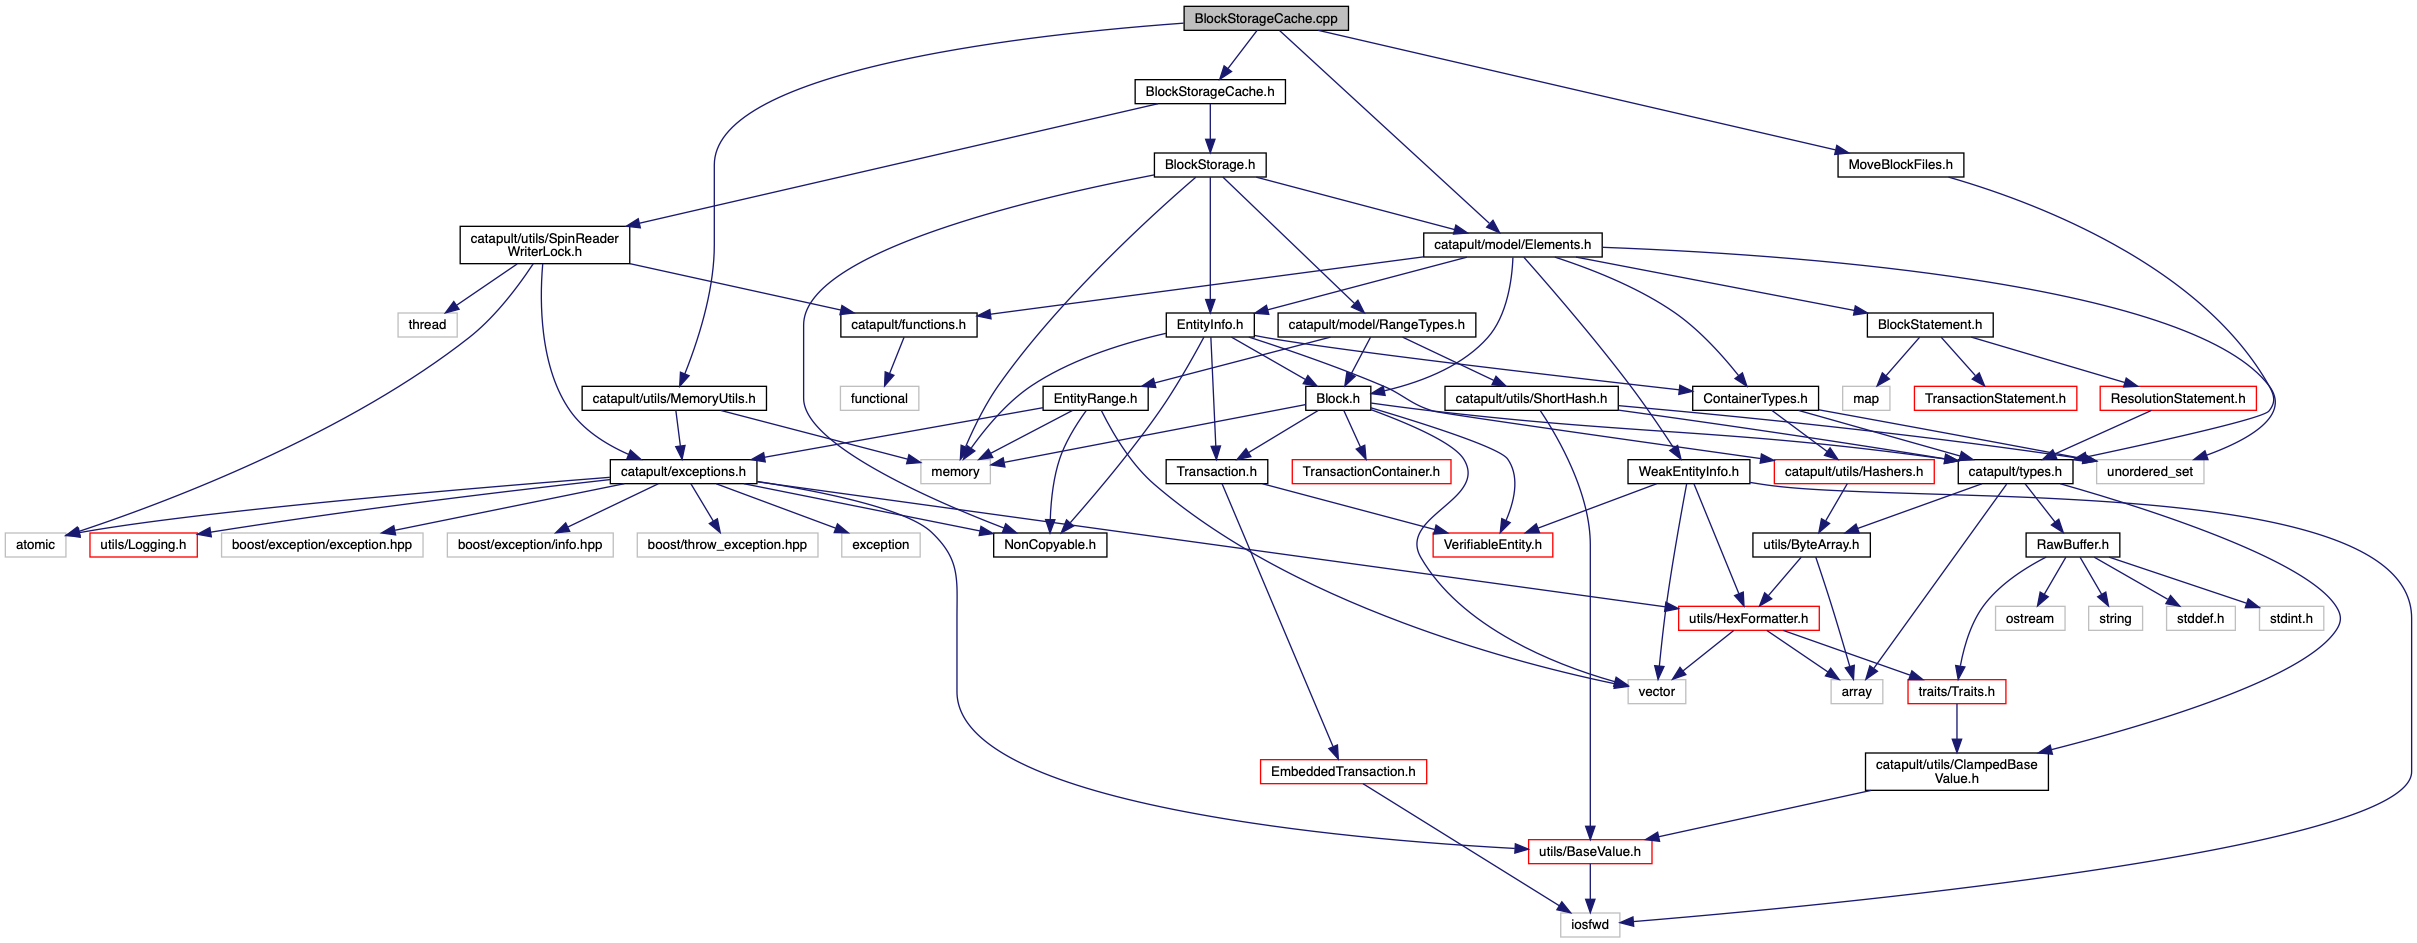 BlockStorageCache.cpp
BlockStorageCache.h
BlockStorage.h
MoveBlockFiles.h
catapult/utils/SpinReader
WriterLock.h
catapult/model/Elements.h
thread
catapult/functions.h
EntityInfo.h
catapult/model/RangeTypes.h
BlockStatement.h
catapult/utils/MemoryUtils.h
functional
EntityRange.h
Block.h
catapult/utils/ShortHash.h
ContainerTypes.h
map
TransactionStatement.h
ResolutionStatement.h
catapult/exceptions.h
memory
Transaction.h
TransactionContainer.h
WeakEntityInfo.h
catapult/utils/Hashers.h
catapult/types.h
unordered_set
atomic
utils/Logging.h
boost/exception/exception.hpp
boost/exception/info.hpp
boost/throw_exception.hpp
exception
NonCopyable.h
VerifiableEntity.h
utils/ByteArray.h
RawBuffer.h
utils/HexFormatter.h
ostream
string
stddef.h
stdint.h
vector
array
traits/Traits.h
EmbeddedTransaction.h
catapult/utils/ClampedBase
Value.h
utils/BaseValue.h
iosfwd